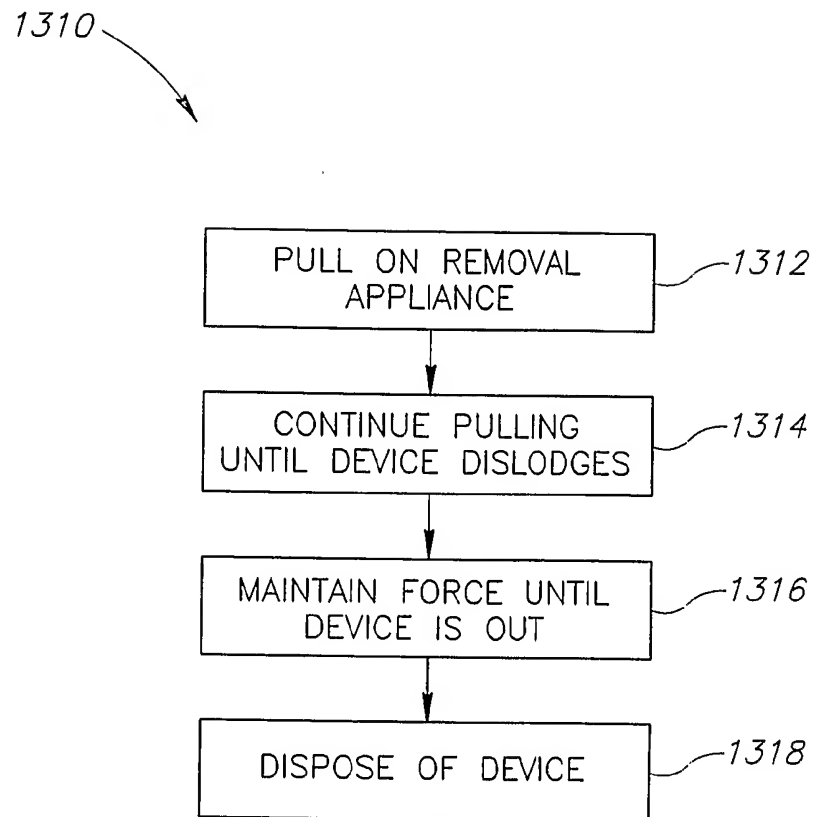 1310
PULL ON REMOVAL
APPLIANCE
1312
CONTINUE PULLING
UNTIL DEVICE DISLODGES
1314
MAINTAIN FORCE UNTIL
DEVICE IS OUT
1316
DISPOSE OF DEVICE
1318